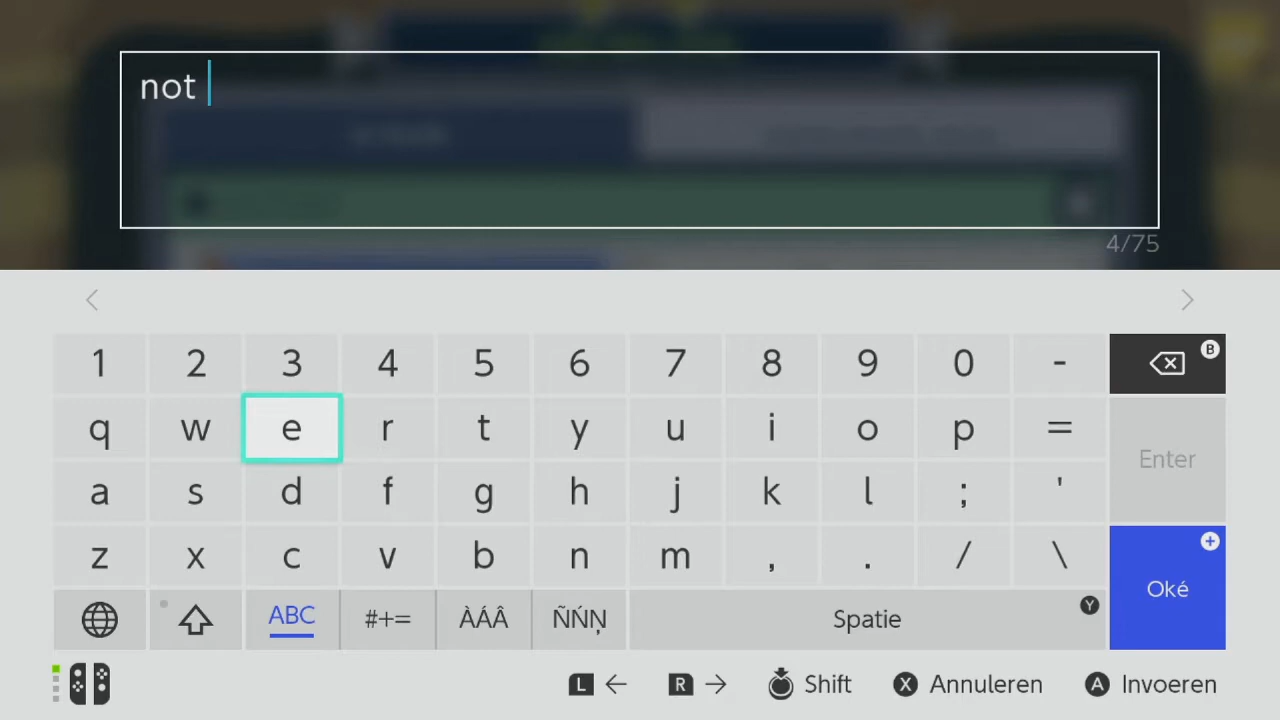 not
4/75
1 2 3 4 5 6 7 8 9 0 - B
q w e r t y u i o p = Enter
a s d f g h j k l ; '
z x c v b n m , . / \ + Oké
ABC #+= ÀÁÂ ÑŃŅ Spatie Y
L ← R → Shift X Annuleren A Invoeren